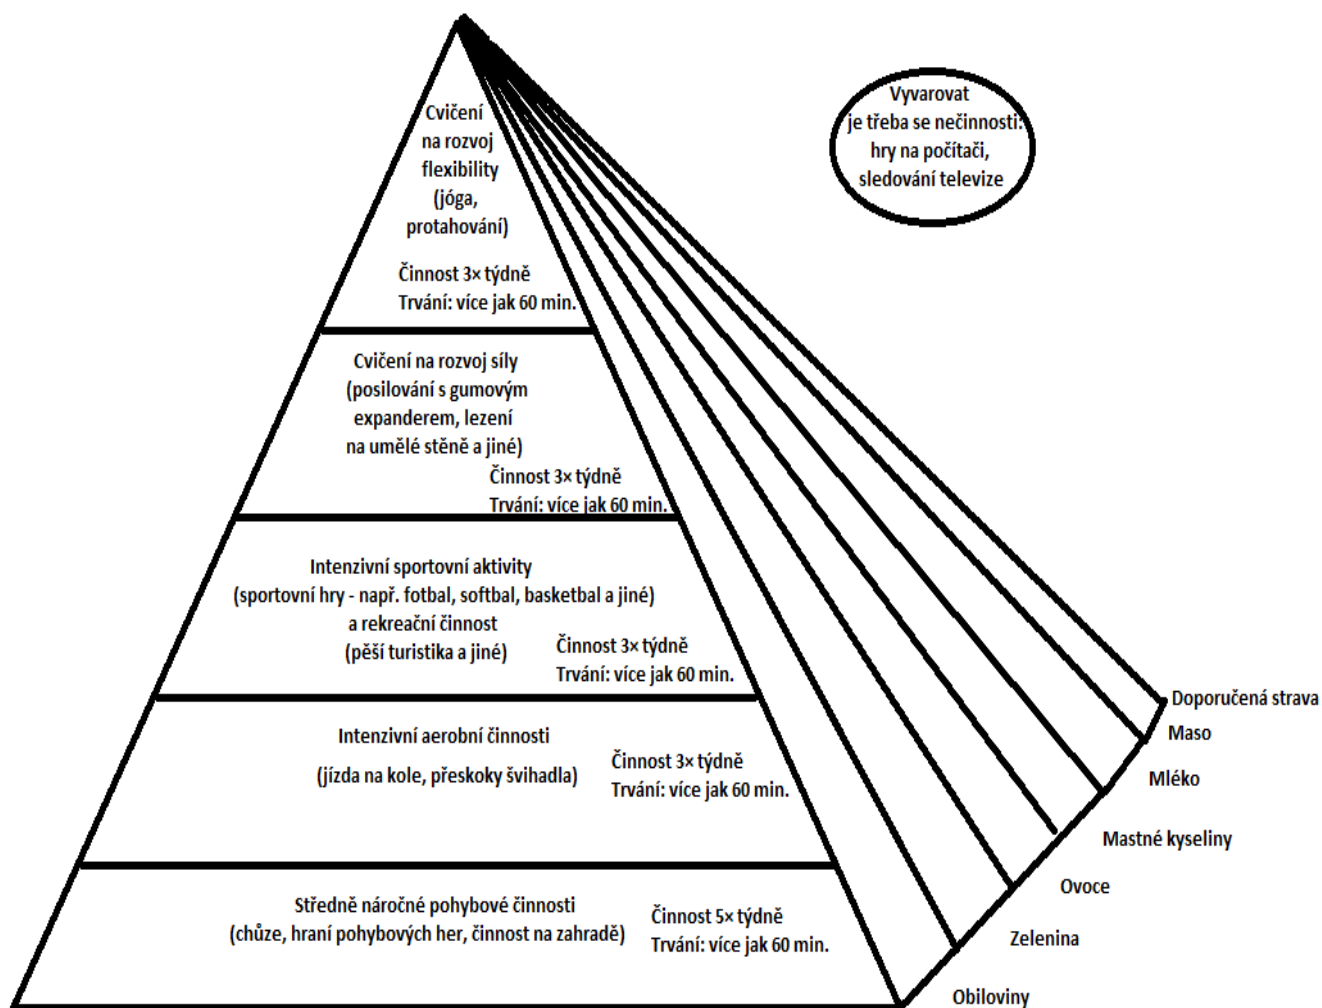 Vyvarovat
je třeba se nečinnosti:
hry na počítači,
sledování televize
Cvičení
na rozvoj
flexibility
(jóga,
protahování)
Činnost 3× týdně
Trvání: více jak 60 min.
Cvičení na rozvoj síly
(posilování s gumovým
expanderem, lezení
na umělé stěně a jiné)
Činnost 3× týdně
Trvání: více jak 60 min.
Intenzivní sportovní aktivity
(sportovní hry - např. fotbal, softbal, basketbal a jiné)
a rekreační činnost
(pěší turistika a jiné)
Činnost 3× týdně
Trvání: více jak 60 min.
Intenzivní aerobní činnosti
(jízda na kole, přeskoky švihadla)
Činnost 3× týdně
Trvání: více jak 60 min.
Středně náročné pohybové činnosti
(chůze, hraní pohybových her, činnost na zahradě)
Činnost 5× týdně
Trvání: více jak 60 min.
Doporučená strava
Maso
Mléko
Mastné kyseliny
Ovoce
Zelenina
Obiloviny